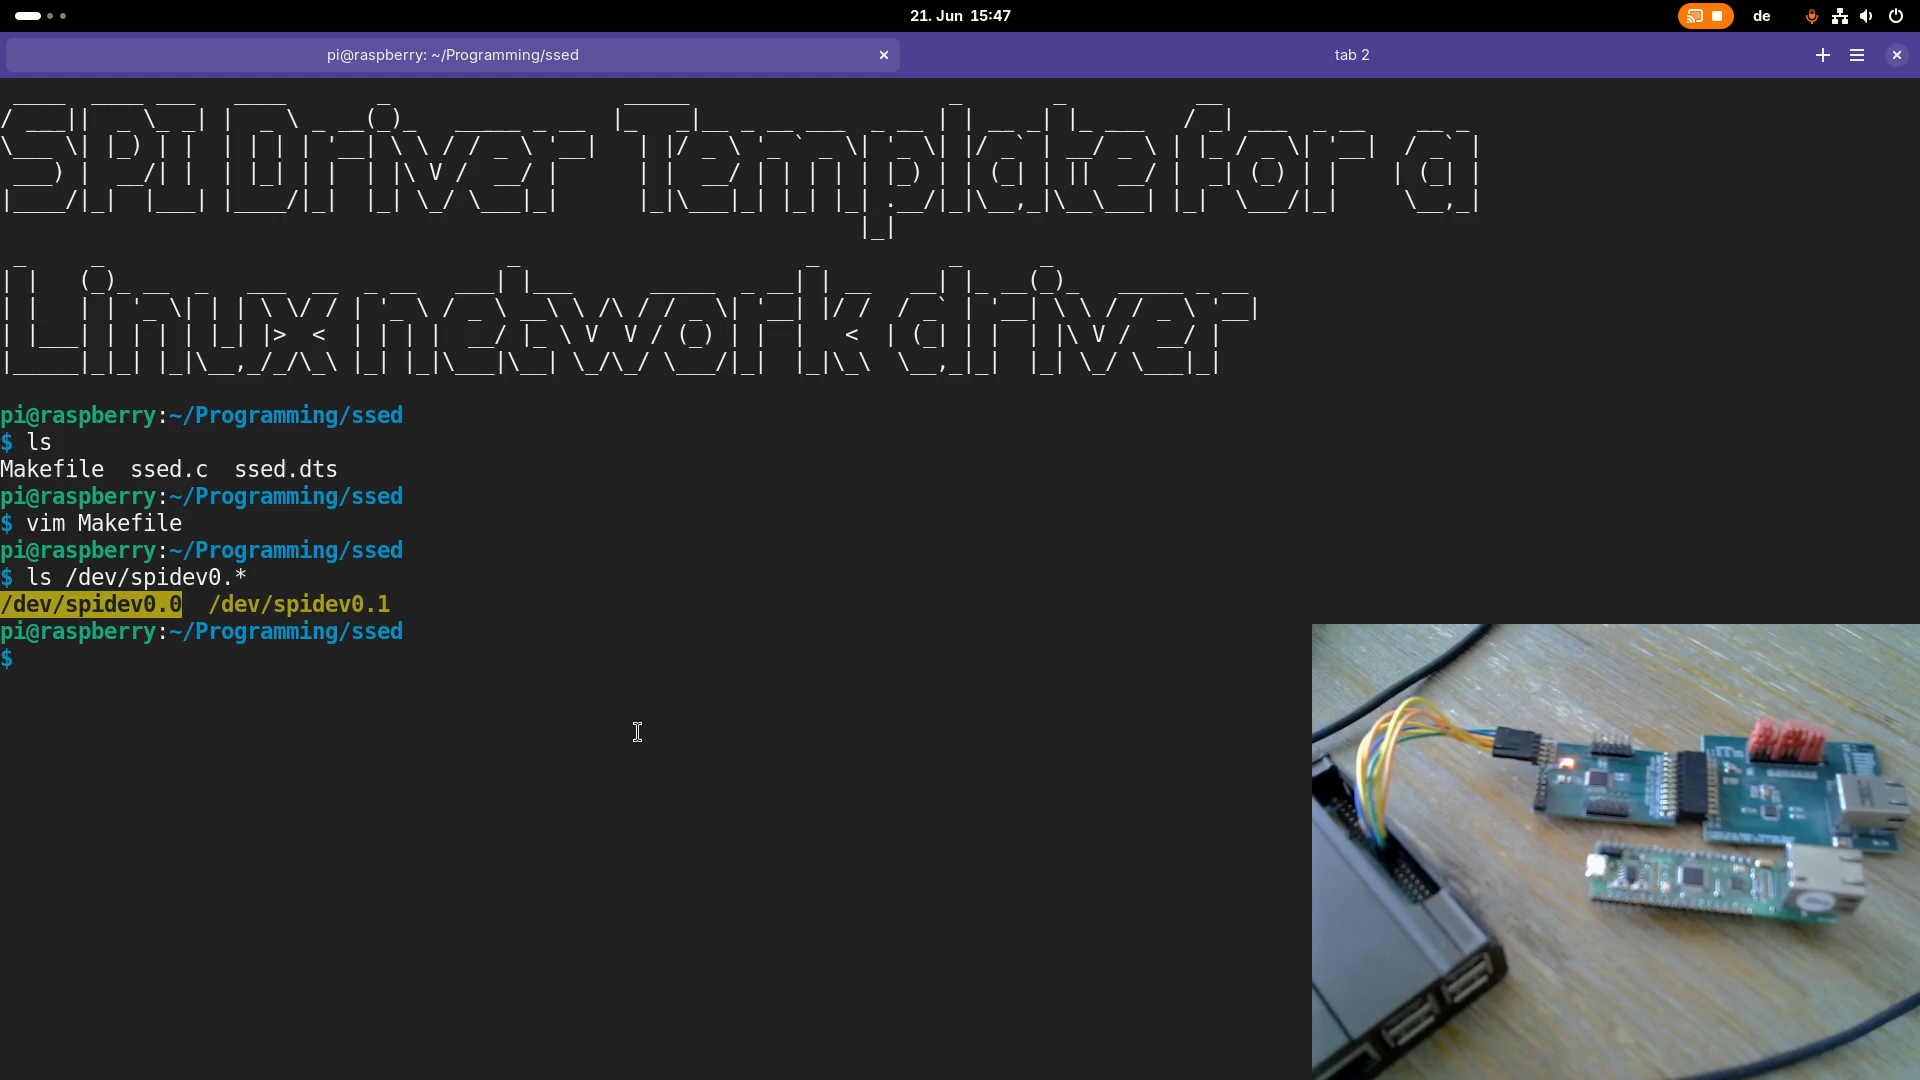 21. Jun 15:47
de
pi@raspberry: ~/Programming/ssed
tab 2
SPI Driver Template for a
Linux network driver
pi@raspberry:~/Programming/ssed
$ ls
Makefile ssed.c ssed.dts
pi@raspberry:~/Programming/ssed
$ vim Makefile
pi@raspberry:~/Programming/ssed
$ ls /dev/spidev0.*
/dev/spidev0.0 /dev/spidev0.1
pi@raspberry:~/Programming/ssed
$